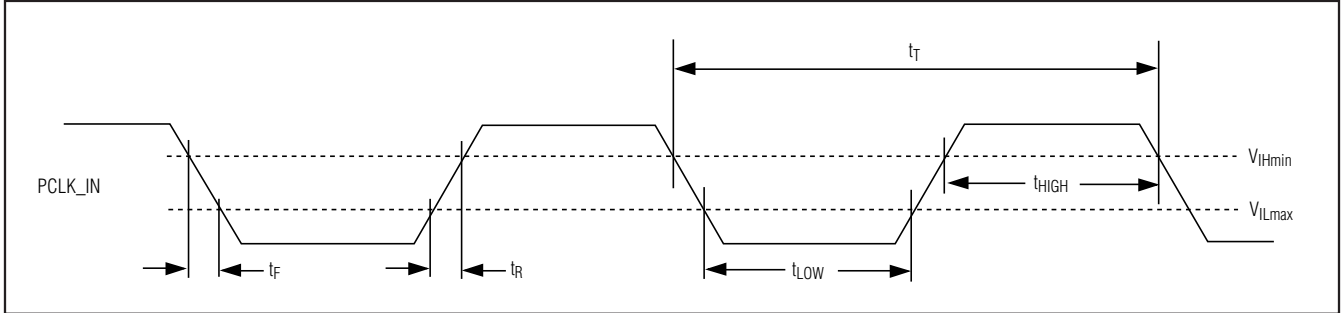 tT
VIHmin
PCLK_IN
tHIGH
VILmax
tF
tR
tLOW